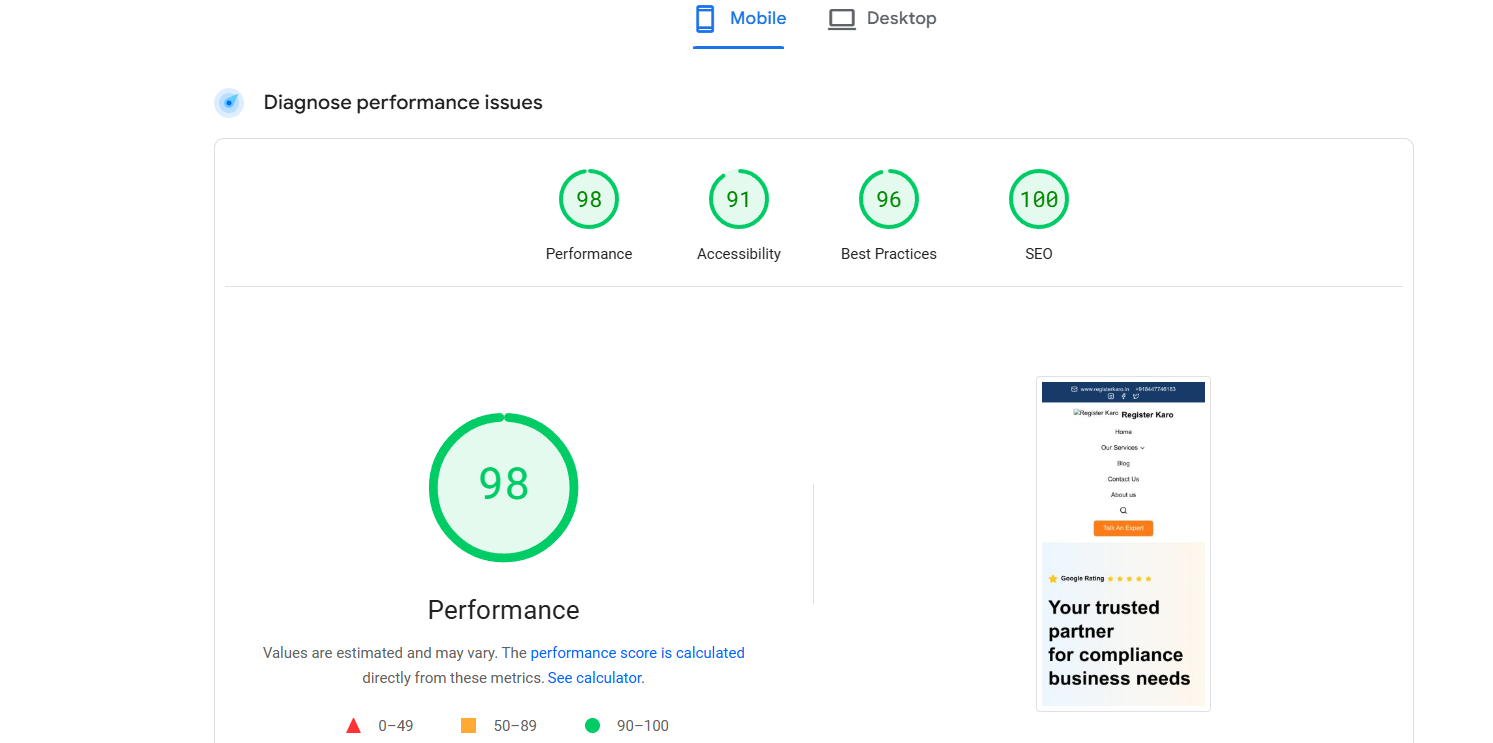 Mobile Desktop
Diagnose performance issues
98 91 96 100
Performance Accessibility Best Practices SEO
98
Performance
Values are estimated and may vary. The performance score is calculated
directly from these metrics. See calculator.
0–49 50–89 90–100
www.registerkaro.in +918447746183
Register Karo Register Karo
Home
Our Services
Blog
Contact Us
About us
Talk An Expert
Google Rating
Your trusted
partner
for compliance
business needs